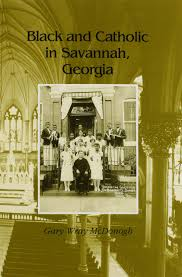 Black and Catholic
in Savannah,
Georgia
Gary Wray McDonogh